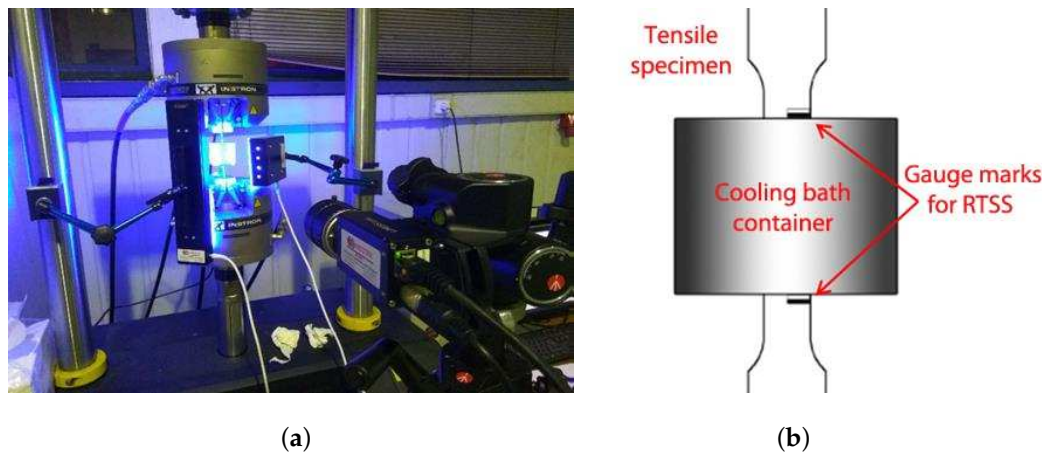 INSTRON
INSTRON
Tensile
specimen
Cooling bath
container
Gauge marks
for RTSS
(a)
(b)